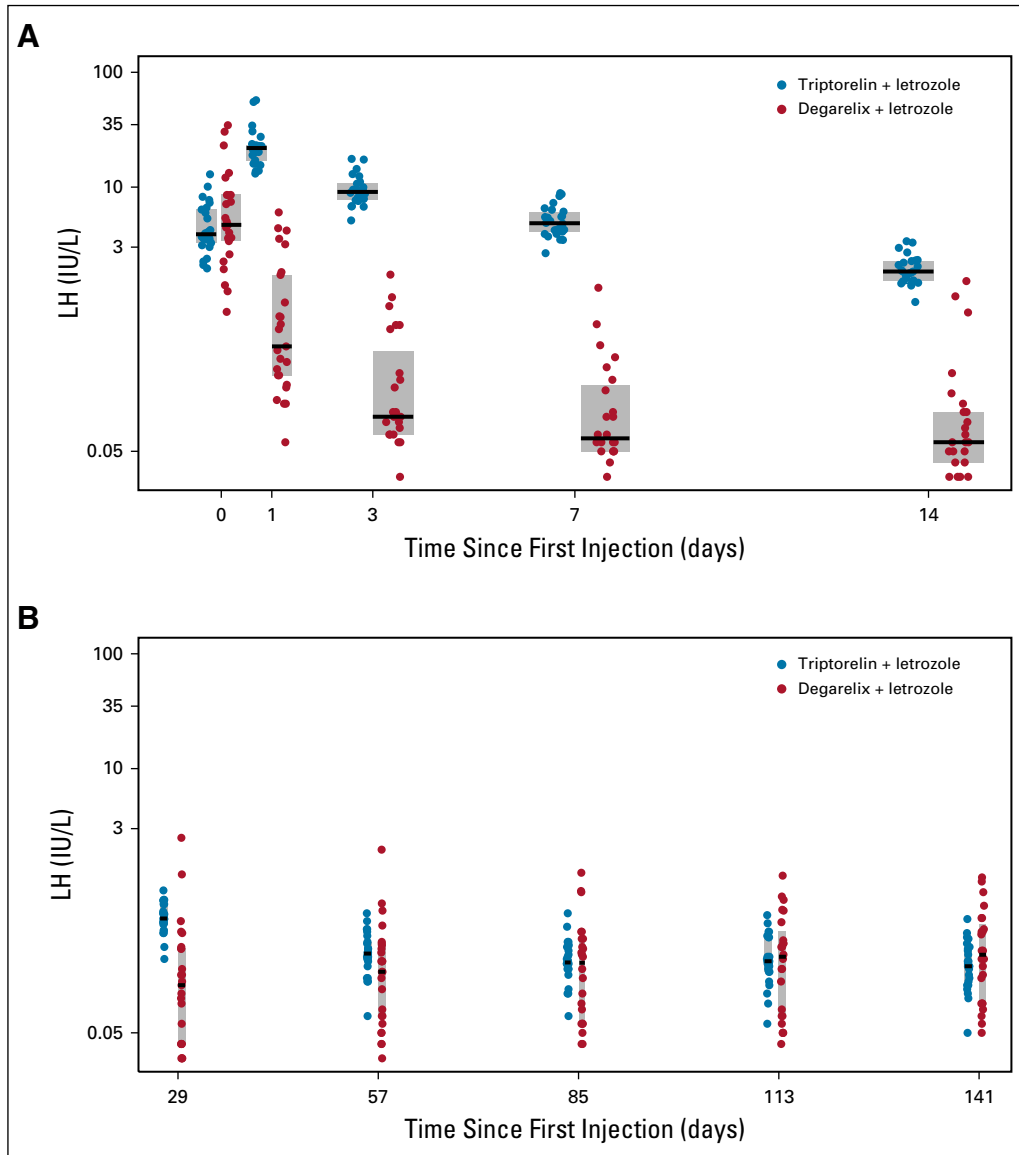 A
100
35
10
3
0.05
LH (IU/L)
Triptorelin + letrozole
Degarelix + letrozole
0 1 3 7 14
Time Since First Injection (days)
B
100
35
10
3
0.05
LH (IU/L)
Triptorelin + letrozole
Degarelix + letrozole
29 57 85 113 141
Time Since First Injection (days)